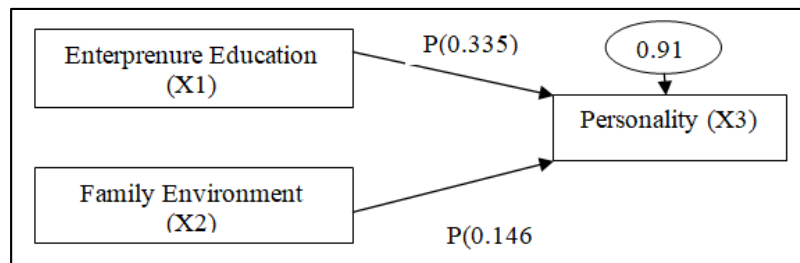 Enterprenure Education
(X1)
P(0.335)
0.91
Personality (X3)
Family Environment
(X2)
P(0.146